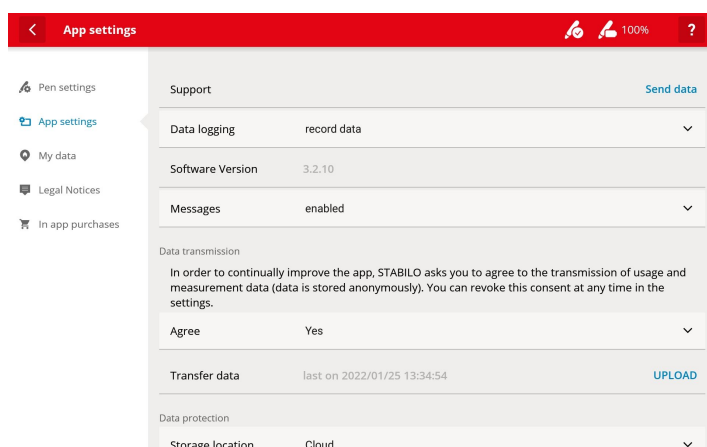 App settings
100%
?
Pen settings
App settings
My data
Legal Notices
In app purchases
Support Send data
Data logging record data
Software Version 3.2.10
Messages enabled
Data transmission
In order to continually improve the app, STABILO asks you to agree to the transmission of usage and
measurement data (data is stored anonymously). You can revoke this consent at any time in the
settings.
Agree Yes
Transfer data last on 2022/01/25 13:34:54 UPLOAD
Data protection
Storage location Cloud